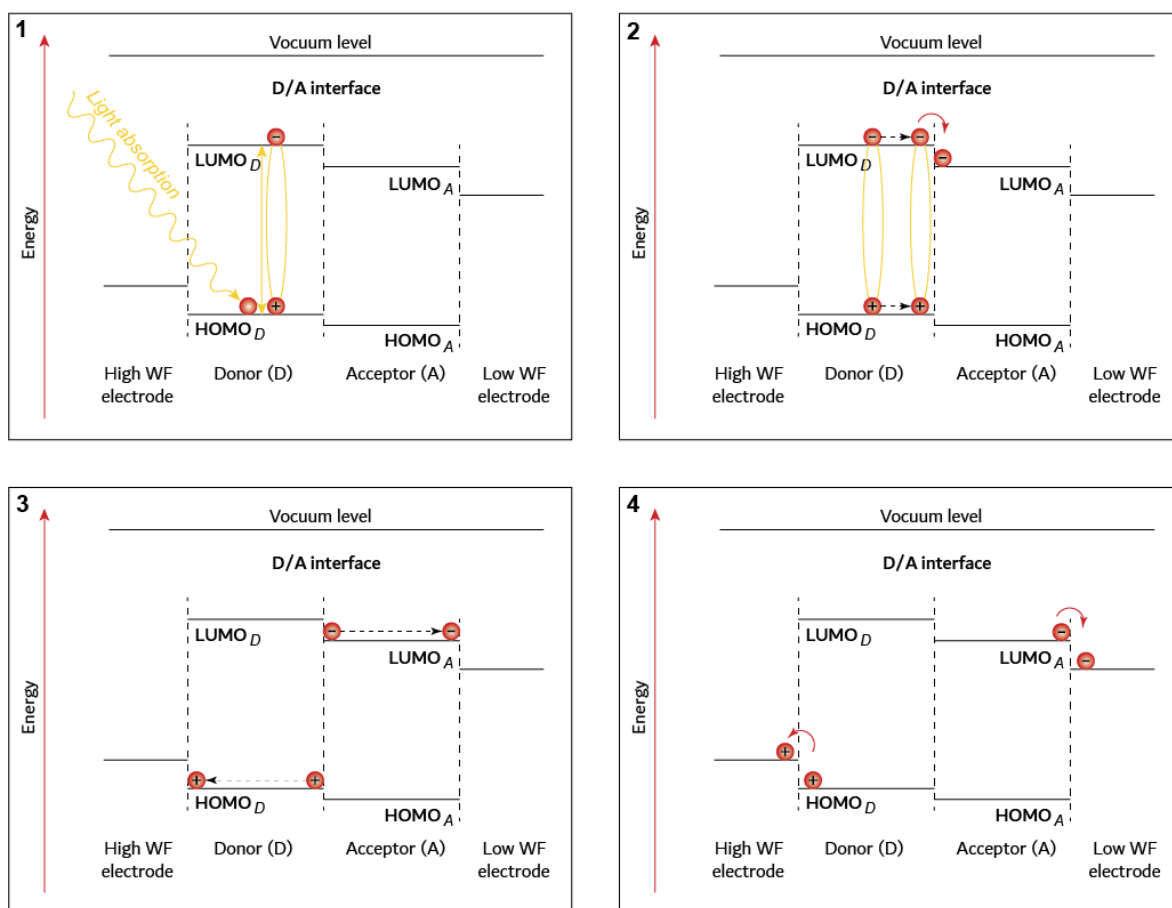 1
Vocuum level
D/A interface
Light absorption
Energy
−
LUMO D
LUMO A
+
HOMO D
HOMO A
High WF
electrode
Donor (D)
Acceptor (A)
Low WF
electrode
2
Vocuum level
D/A interface
Energy
− −
−
LUMO D
LUMO A
+ +
HOMO D
HOMO A
High WF
electrode
Donor (D)
Acceptor (A)
Low WF
electrode
3
Vocuum level
D/A interface
Energy
LUMO D
− −
LUMO A
+ +
HOMO D
HOMO A
High WF
electrode
Donor (D)
Acceptor (A)
Low WF
electrode
4
Vocuum level
D/A interface
Energy
LUMO D
−
LUMO A
−
+
+
HOMO D
HOMO A
High WF
electrode
Donor (D)
Acceptor (A)
Low WF
electrode